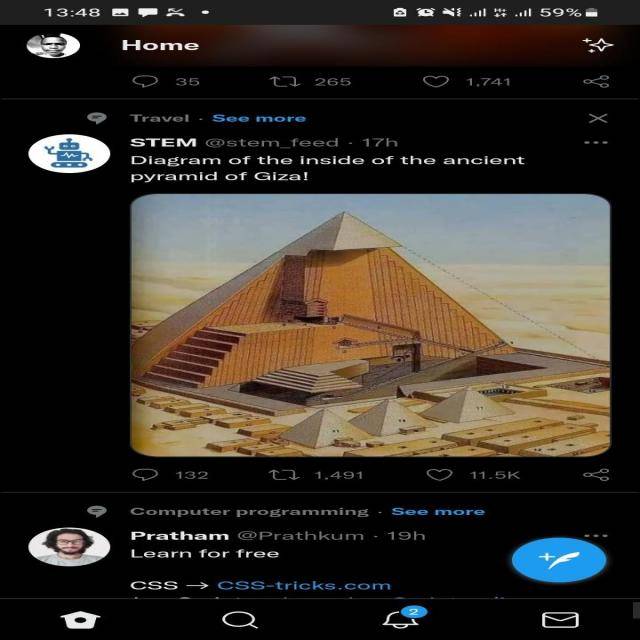 13:48
59%
Home
35 265 1,741
Travel · See more
STEM @stem_feed · 17h
Diagram of the inside of the ancient
pyramid of Giza!
132 1,491 11.5K
Computer programming · See more
Pratham @Prathkum · 19h
Learn for free
CSS → CSS-tricks.com
2